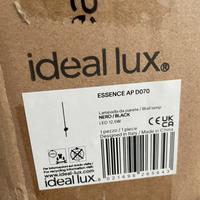 ideal lux®
ESSENCE AP D070
Lampada da parete / Wall lamp
NERO / BLACK
LED 12,5W
1 pezzo / 1 piece
Designed in Italy / Made in China
www.ideal-lux.com
ideal lux®